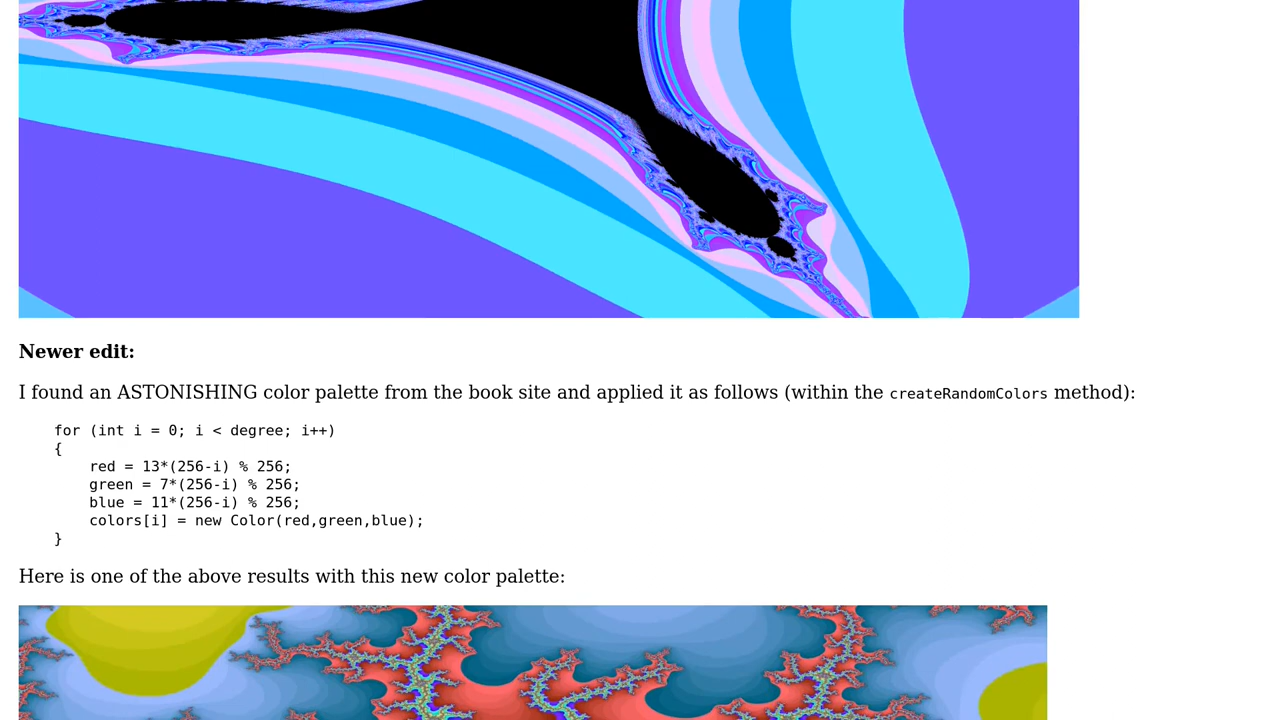 Newer edit:
I found an ASTONISHING color palette from the book site and applied it as follows (within the createRandomColors method):
for (int i = 0; i < degree; i++)
{
    red = 13*(256-i) % 256;
    green = 7*(256-i) % 256;
    blue = 11*(256-i) % 256;
    colors[i] = new Color(red,green,blue);
}
Here is one of the above results with this new color palette: